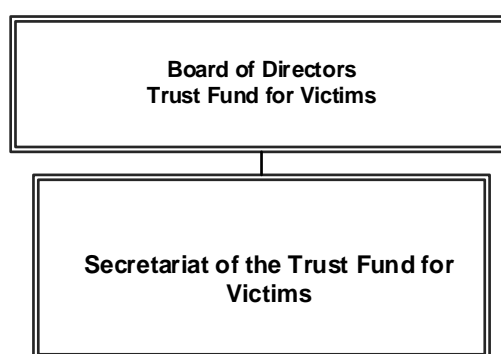 Board of Directors
Trust Fund for Victims
Secretariat of the Trust Fund for
Victims